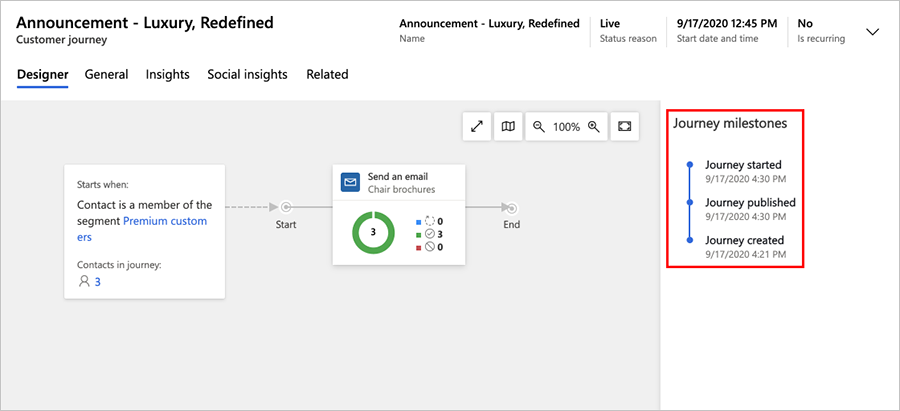 Announcement - Luxury, Redefined
Customer journey
Announcement - Luxury, Redefined
Name
Live
Status reason
9/17/2020 12:45 PM
Start date and time
No
Is recurring
Designer General Insights Social insights Related
100%
Starts when:
Contact is a member of the
segment Premium custom
ers
Contacts in journey:
3
Start
Send an email
Chair brochures
3
0
3
0
End
Journey milestones
Journey started
9/17/2020 4:30 PM
Journey published
9/17/2020 4:30 PM
Journey created
9/17/2020 4:21 PM